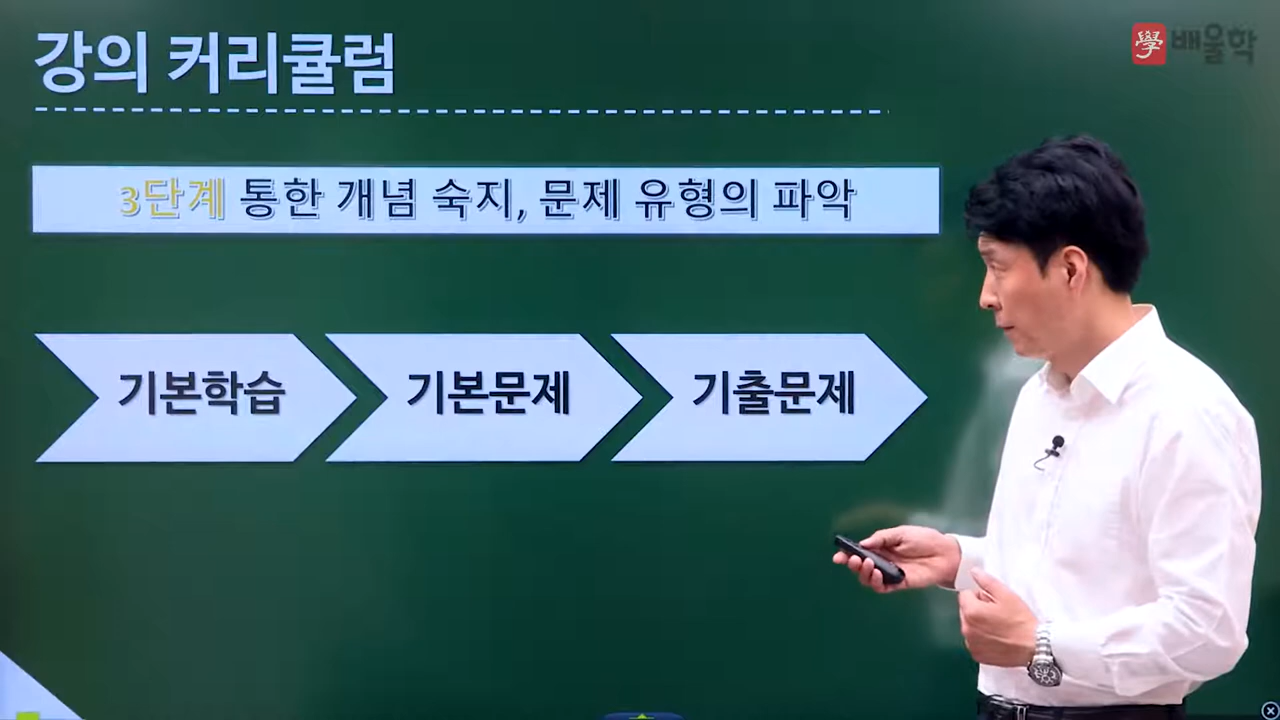 강의 커리큘럼
學 배울학
3단계 통한 개념 숙지, 문제 유형의 파악
기본학습
기본문제
기출문제